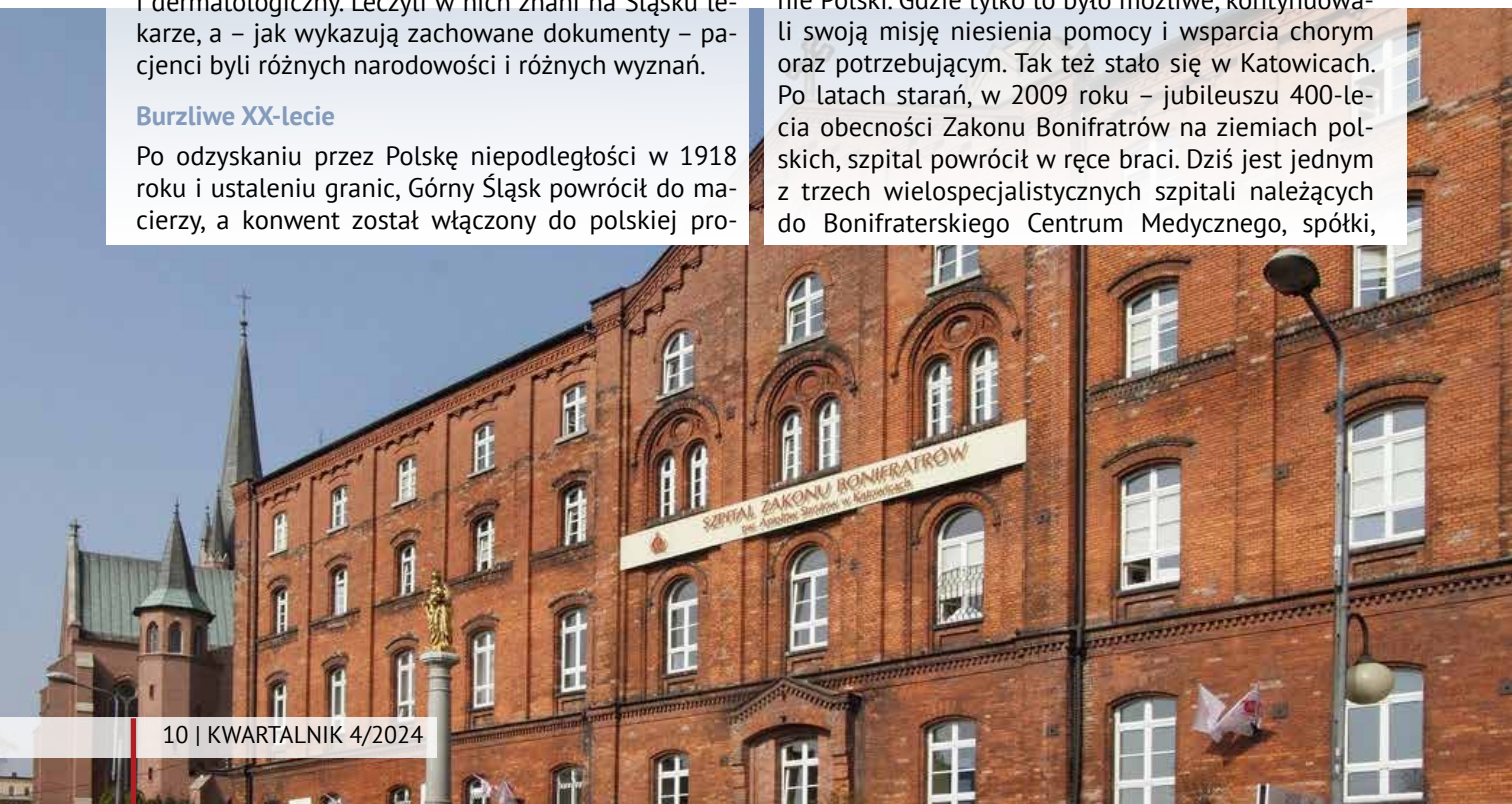 i dermatologiczny. Leczyli w nich znani na Śląsku le-
karze, a – jak wykazują zachowane dokumenty – pa-
cjenci byli różnych narodowości i różnych wyznań.
Burzliwe XX-lecie
Po odzyskaniu przez Polskę niepodległości w 1918
roku i ustaleniu granic, Górny Śląsk powrócił do ma-
cierzy, a konwent został włączony do polskiej pro-
nie Polski. Gdzie tylko to było możliwe, kontynuowa-
li swoją misję niesienia pomocy i wsparcia chorym
oraz potrzebującym. Tak też stało się w Katowicach.
Po latach starań, w 2009 roku – jubileuszu 400-le-
cia obecności Zakonu Bonifratrów na ziemiach pol-
skich, szpital powrócił w ręce braci. Dziś jest jednym
z trzech wielospecjalistycznych szpitali należących
do Bonifraterskiego Centrum Medycznego, spółki,
SZPITAL ZAKONU BONIFRATRÓW
pw. Aniołów Stróżów w Katowicach
10 | KWARTALNIK 4/2024